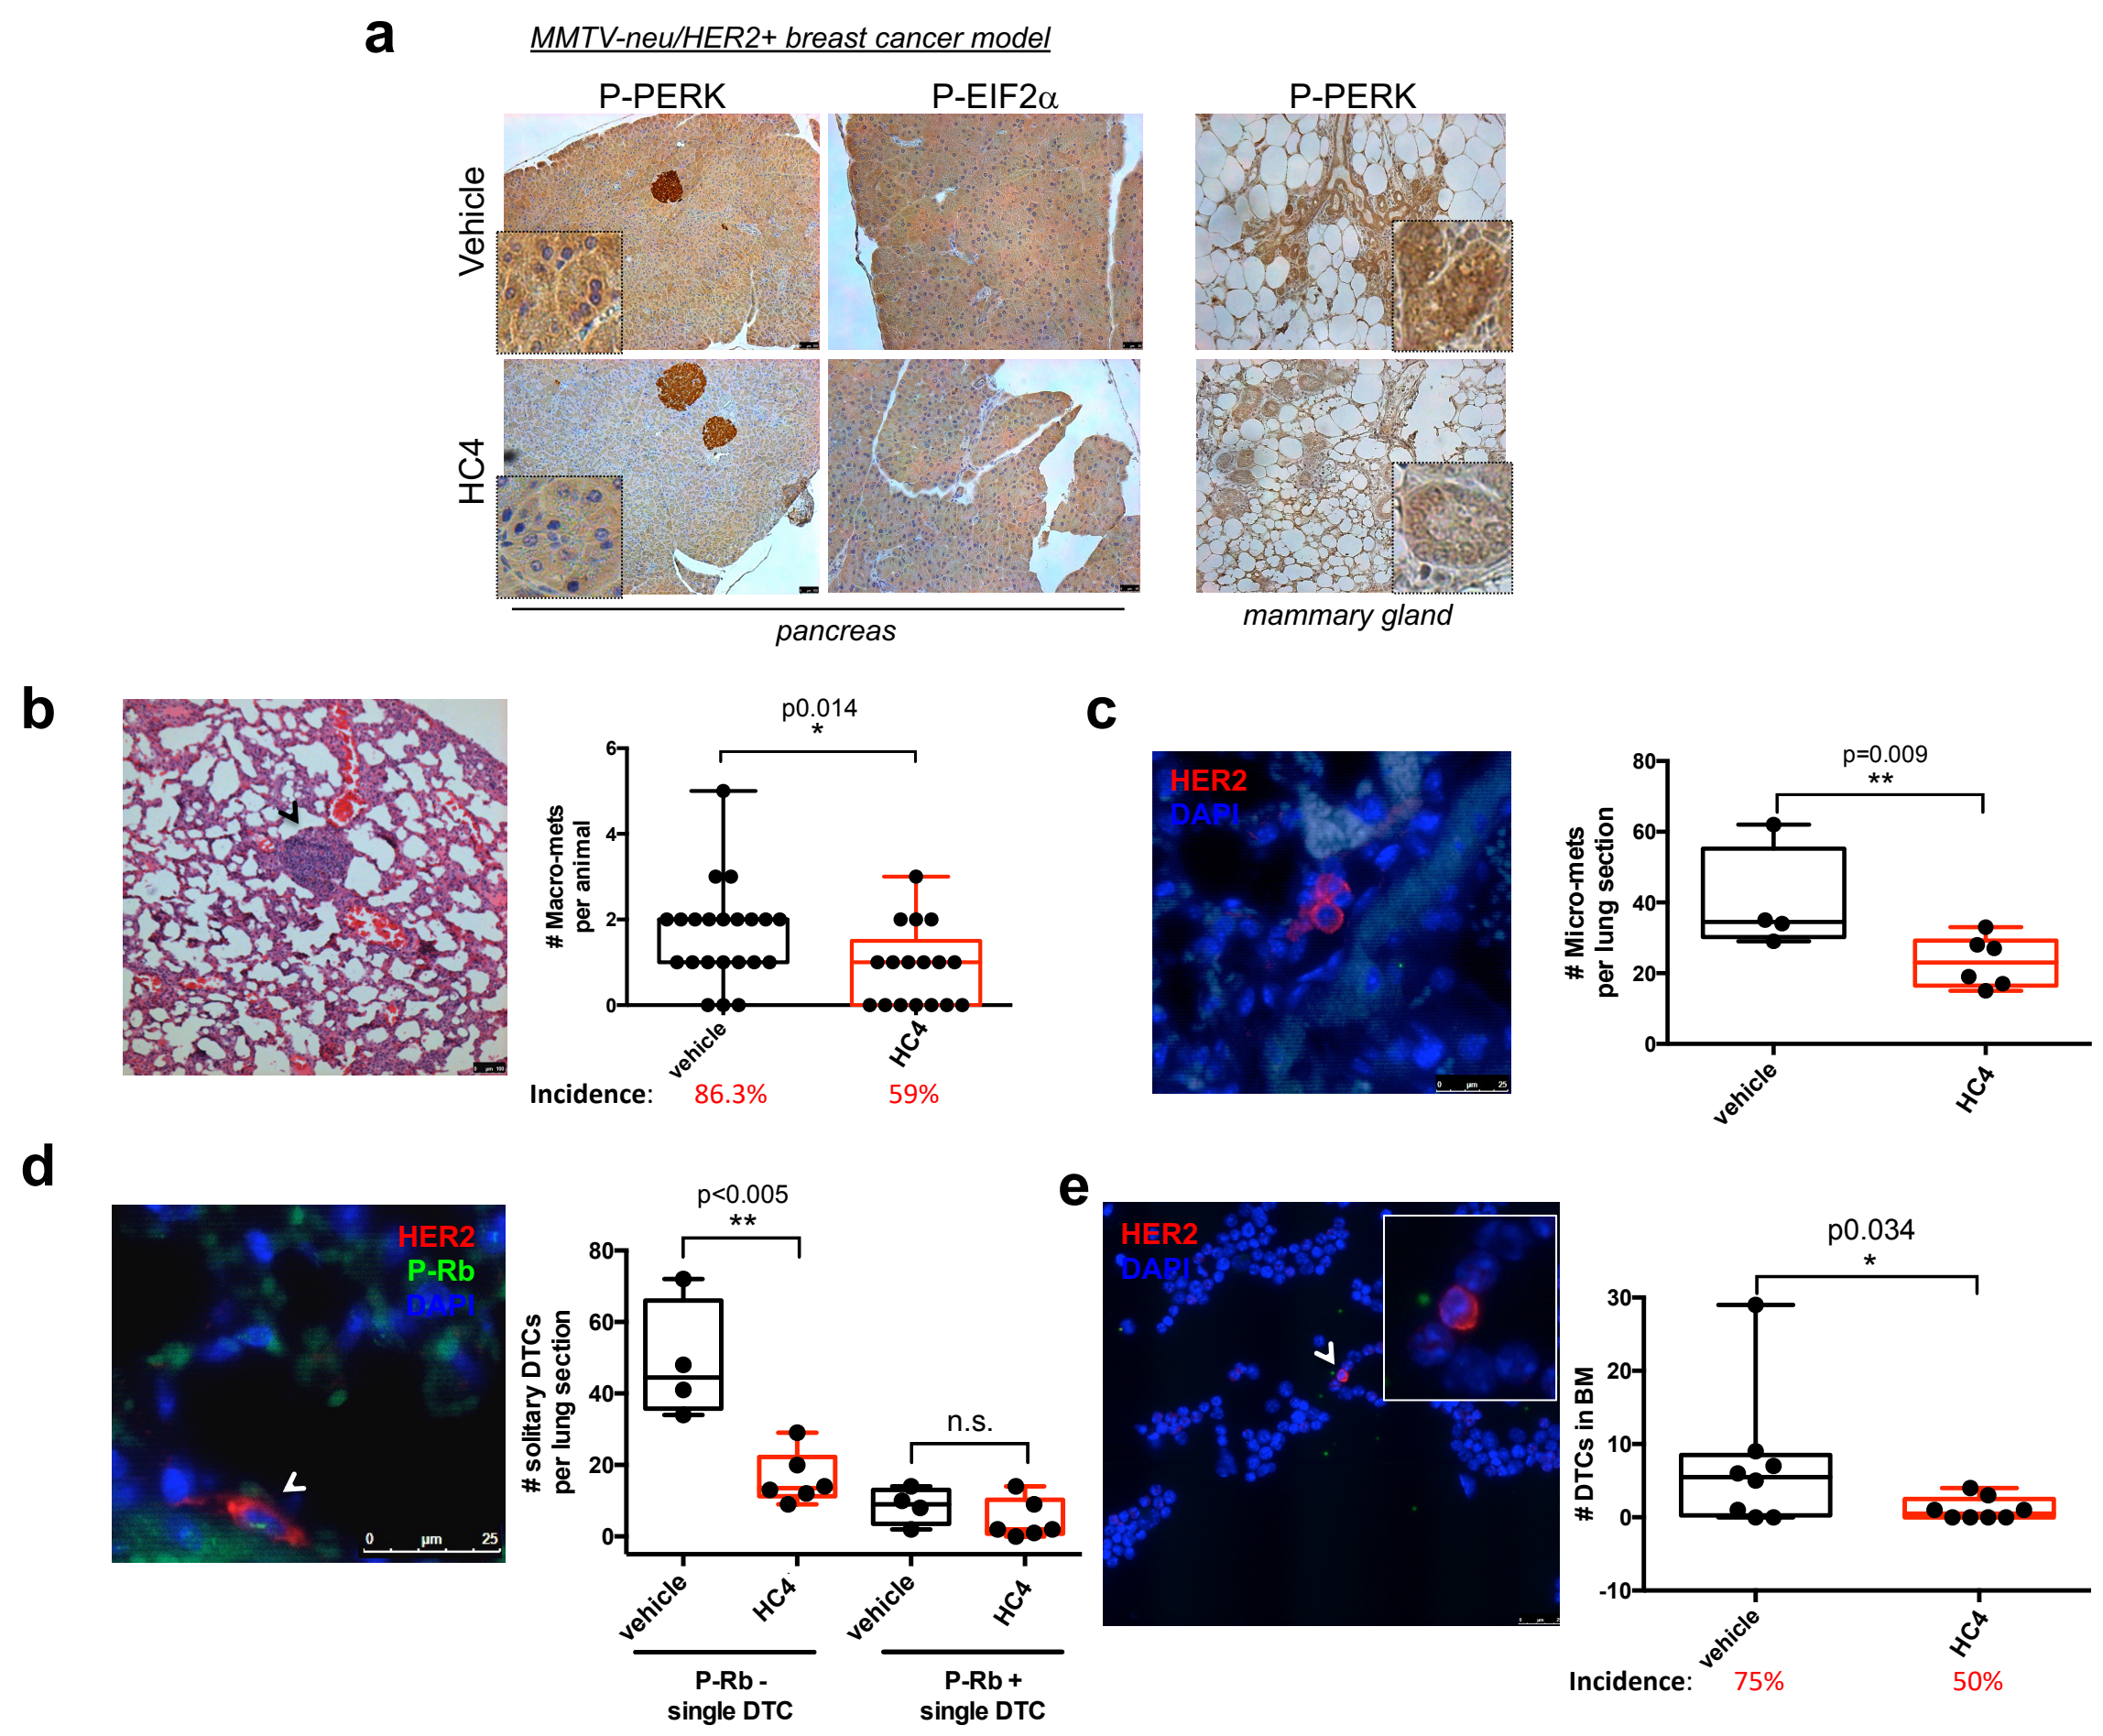 a
MMTV-neu/HER2+ breast cancer model
P-PERK
P-EIF2α
P-PERK
Vehicle
HC4
pancreas
mammary gland
b
p0.014
*
# Macro-mets
per animal
6
4
2
0
vehicle
HC4
Incidence:
86.3%
59%
c
HER2
DAPI
0 µm 25
p=0.009
**
# Micro-mets
per lung section
80
60
40
20
0
vehicle
HC4
d
HER2
P-Rb
DAPI
0 µm 25
p<0.005
**
n.s.
# solitary DTCs
per lung section
80
60
40
20
0
vehicle
HC4
vehicle
HC4
P-Rb -
single DTC
P-Rb +
single DTC
e
HER2
DAPI
p0.034
*
# DTCs in BM
30
20
10
0
-10
vehicle
HC4
Incidence:
75%
50%